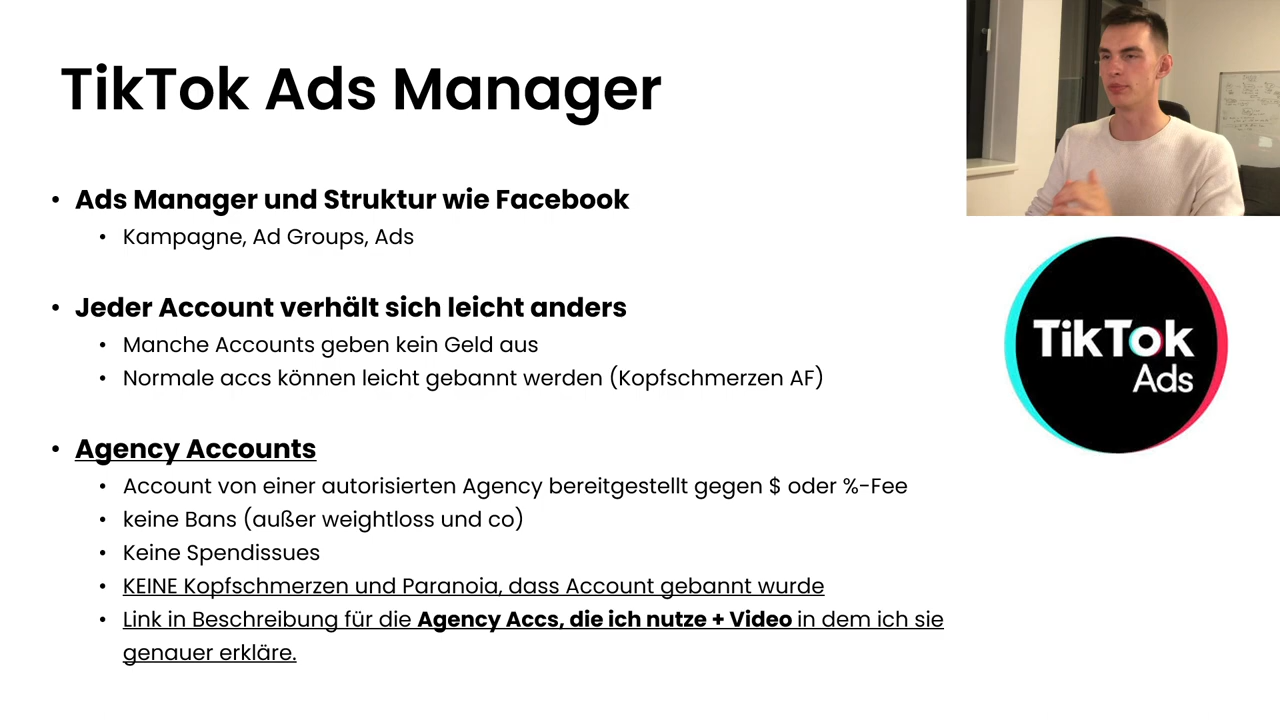 TikTok Ads Manager
• Ads Manager und Struktur wie Facebook
• Kampagne, Ad Groups, Ads
• Jeder Account verhält sich leicht anders
• Manche Accounts geben kein Geld aus
• Normale accs können leicht gebannt werden (Kopfschmerzen AF)
• Agency Accounts
• Account von einer autorisierten Agency bereitgestellt gegen $ oder %-Fee
• keine Bans (außer weightloss und co)
• Keine Spendissues
• KEINE Kopfschmerzen und Paranoia, dass Account gebannt wurde
• Link in Beschreibung für die Agency Accs, die ich nutze + Video in dem ich sie
genauer erkläre.
TikTok
Ads